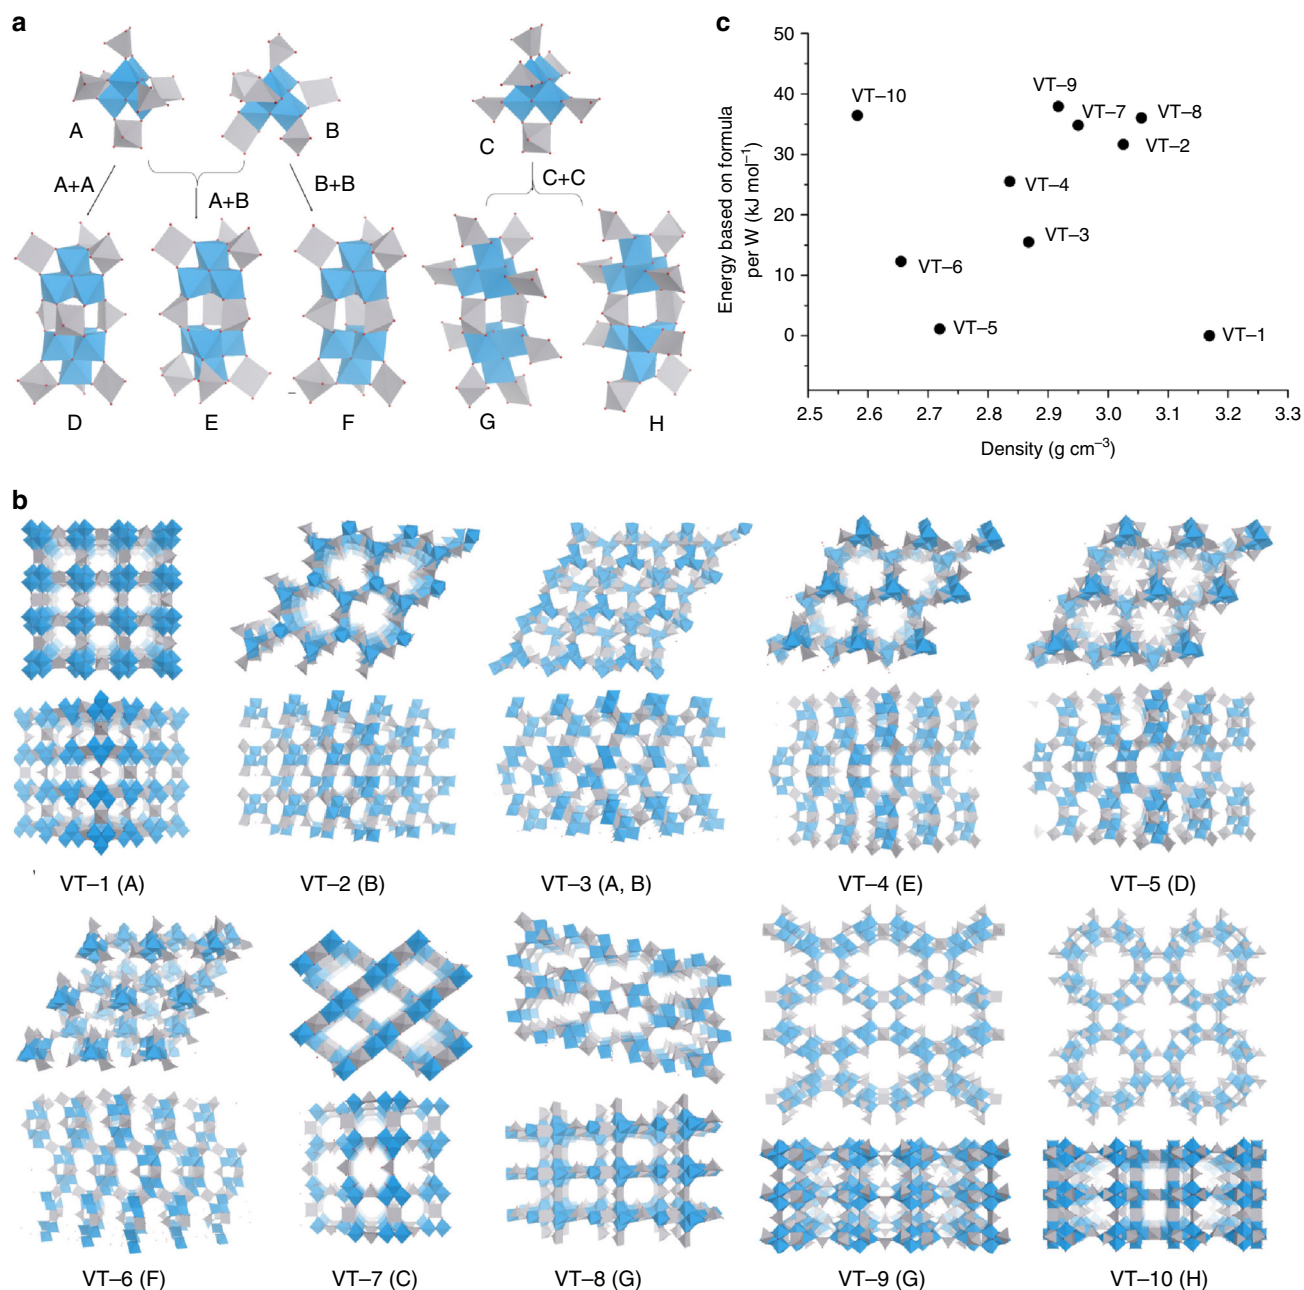 a
A
B
C
A+A
A+B
B+B
C+C
D
E
F
G
H
c
Energy based on formula
per W (kJ mol−1)
50
40
30
20
10
0
VT–10
VT–9
VT–7
VT–8
VT–2
VT–4
VT–3
VT–6
VT–5
VT–1
2.5 2.6 2.7 2.8 2.9 3.0 3.1 3.2 3.3
Density (g cm−3)
b
VT–1 (A)
VT–2 (B)
VT–3 (A, B)
VT–4 (E)
VT–5 (D)
VT–6 (F)
VT–7 (C)
VT–8 (G)
VT–9 (G)
VT–10 (H)